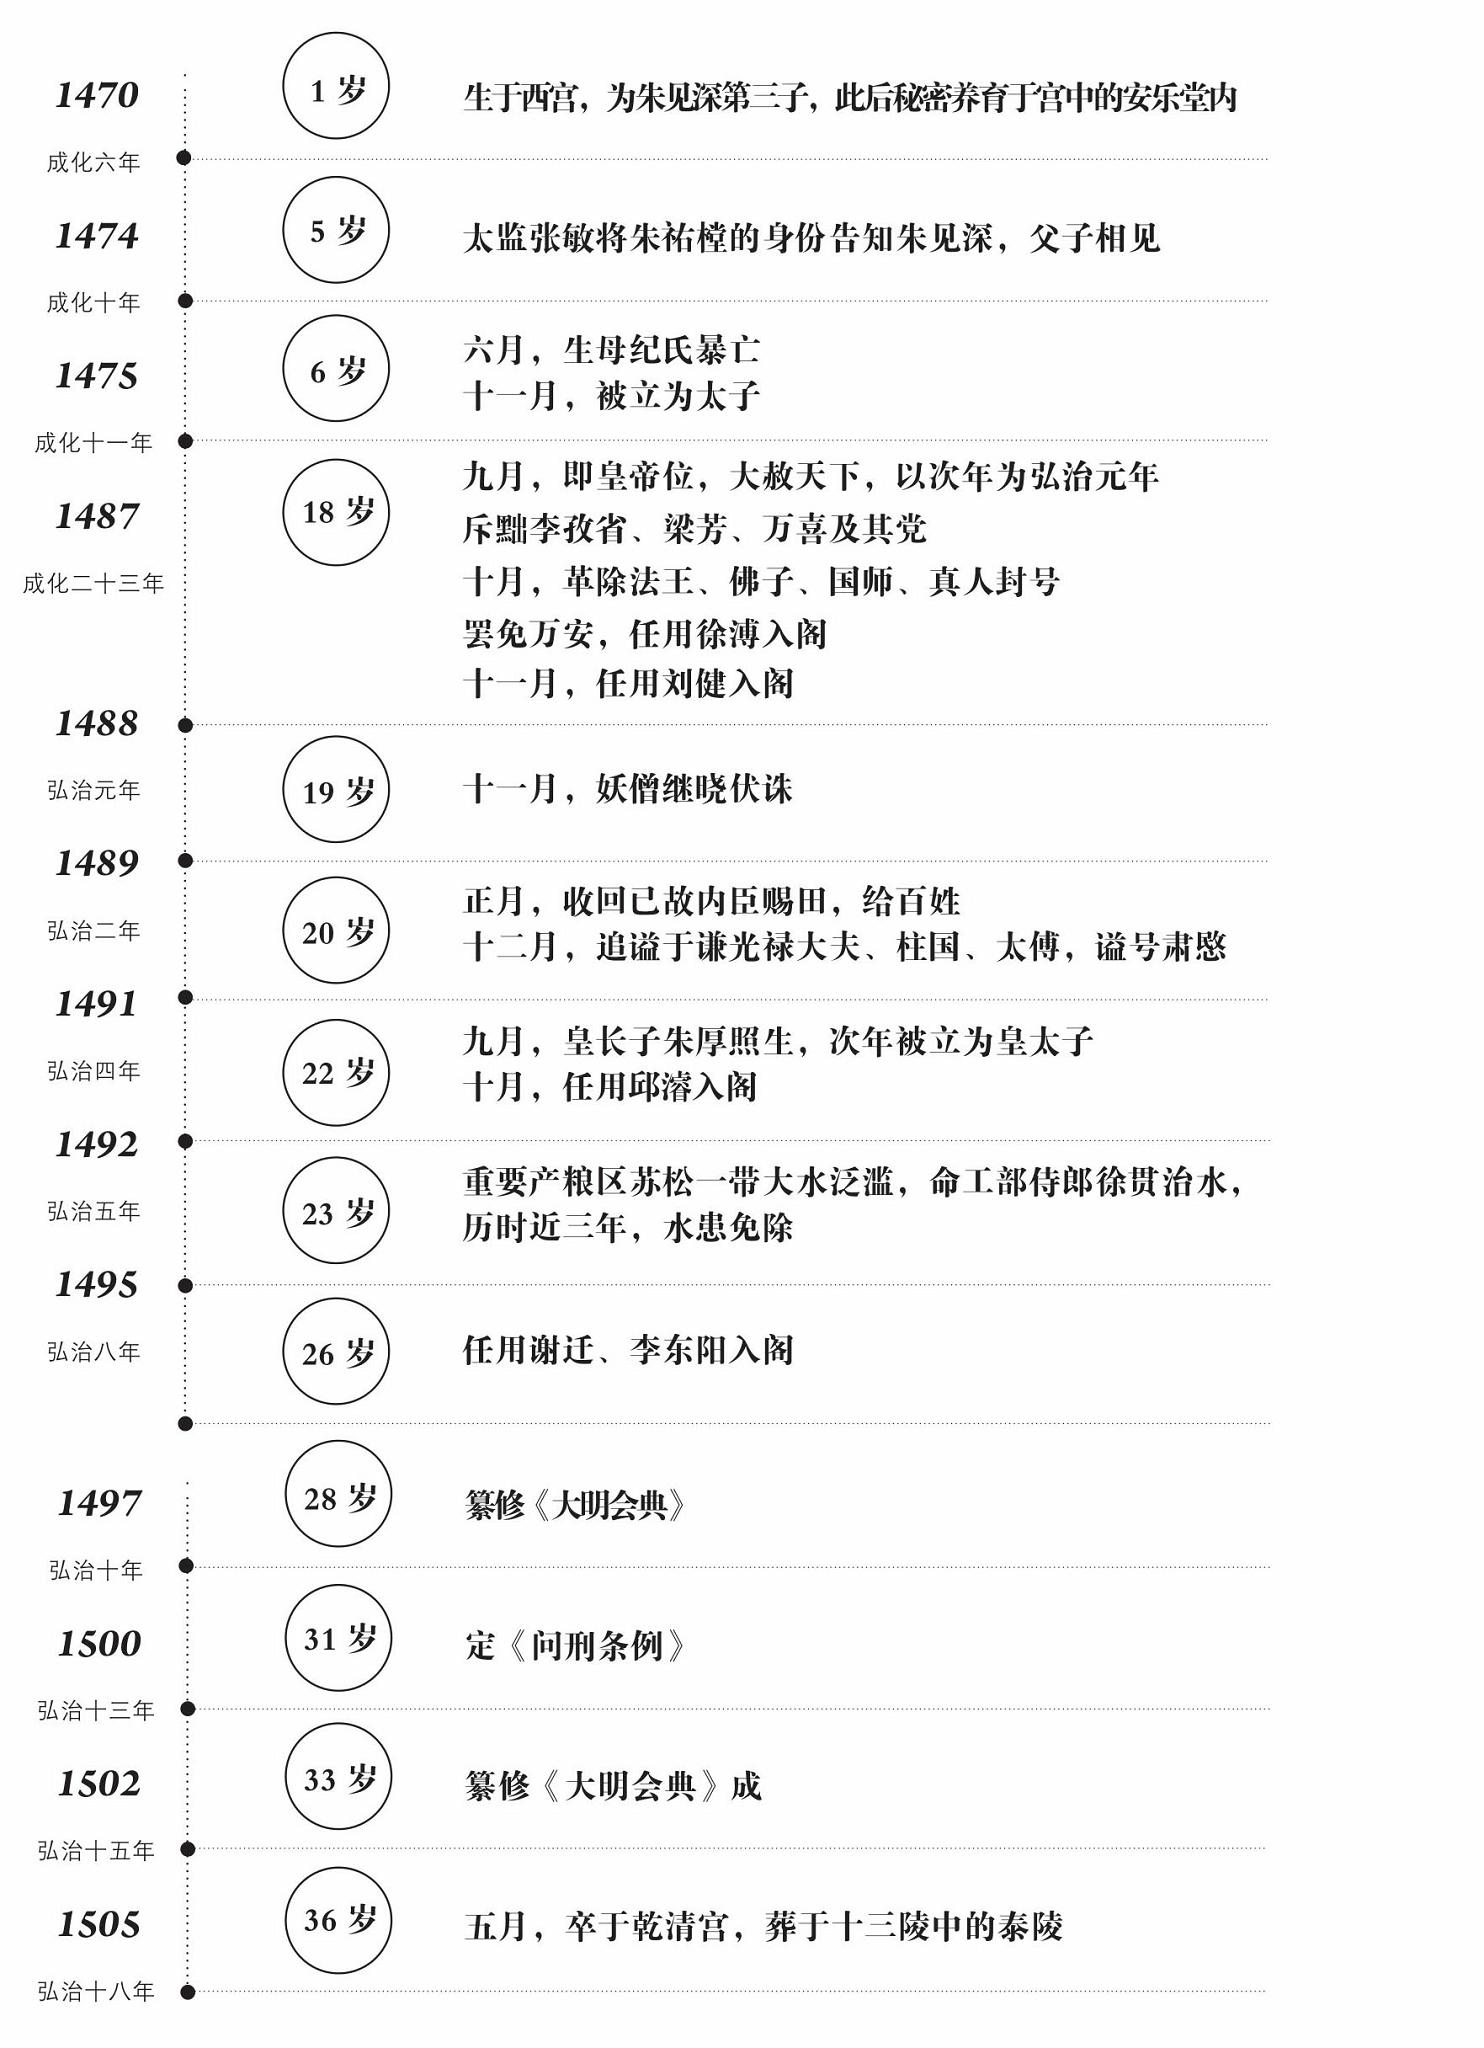 1470
成化六年
1 岁
生于西宫，为朱见深第三子，此后秘密养育于宫中的安乐堂内
1474
成化十年
5 岁
太监张敏将朱祐樘的身份告知朱见深，父子相见
1475
成化十一年
6 岁
六月，生母纪氏暴亡
十一月，被立为太子
1487
成化二十三年
18 岁
九月，即皇帝位，大赦天下，以次年为弘治元年
斥黜李孜省、梁芳、万喜及其党
十月，革除法王、佛子、国师、真人封号
罢免万安，任用徐溥入阁
十一月，任用刘健入阁
1488
弘治元年
19 岁
十一月，妖僧继晓伏诛
1489
弘治二年
20 岁
正月，收回已故内臣赐田，给百姓
十二月，追谥于谦光禄大夫、柱国、太傅，谥号肃愍
1491
弘治四年
22 岁
九月，皇长子朱厚照生，次年被立为皇太子
十月，任用邱濬入阁
1492
弘治五年
23 岁
重要产粮区苏松一带大水泛滥，命工部侍郎徐贯治水，
历时近三年，水患免除
1495
弘治八年
26 岁
任用谢迁、李东阳入阁
1497
弘治十年
28 岁
纂修《大明会典》
1500
弘治十三年
31 岁
定《问刑条例》
1502
弘治十五年
33 岁
纂修《大明会典》成
1505
弘治十八年
36 岁
五月，卒于乾清宫，葬于十三陵中的泰陵